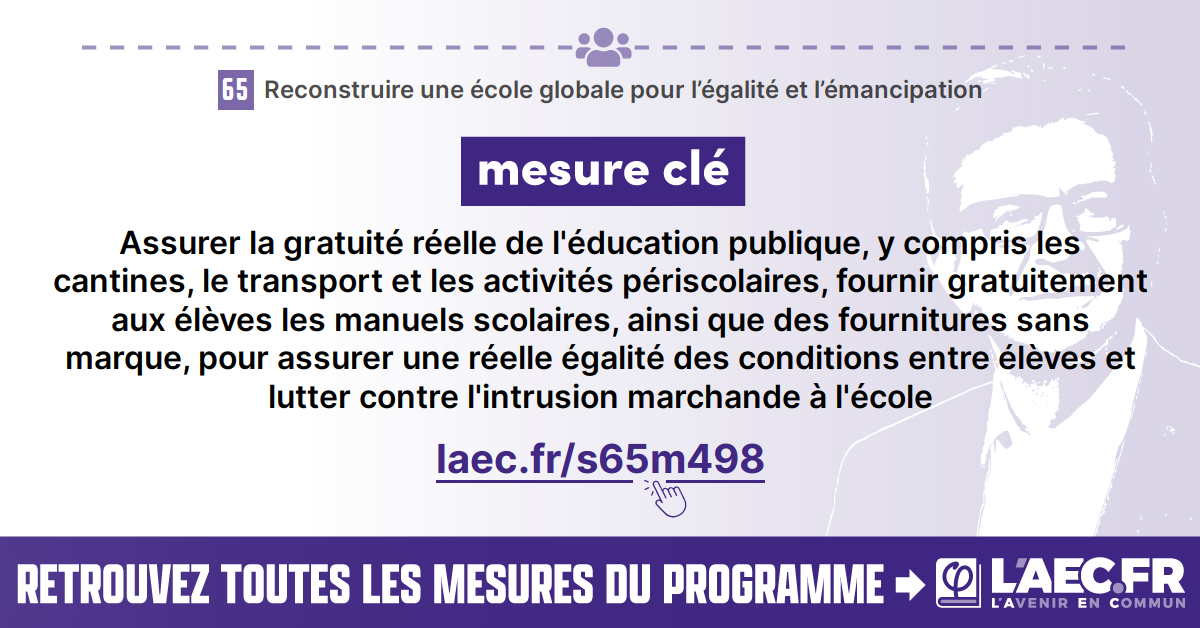 65 Reconstruire une école globale pour l’égalité et l’émancipation
mesure clé
Assurer la gratuité réelle de l'éducation publique, y compris les
cantines, le transport et les activités périscolaires, fournir gratuitement
aux élèves les manuels scolaires, ainsi que des fournitures sans
marque, pour assurer une réelle égalité des conditions entre élèves et
lutter contre l'intrusion marchande à l'école
laec.fr/s65m498
RETROUVEZ TOUTES LES MESURES DU PROGRAMME
L'AEC.FR
L'AVENIR EN COMMUN